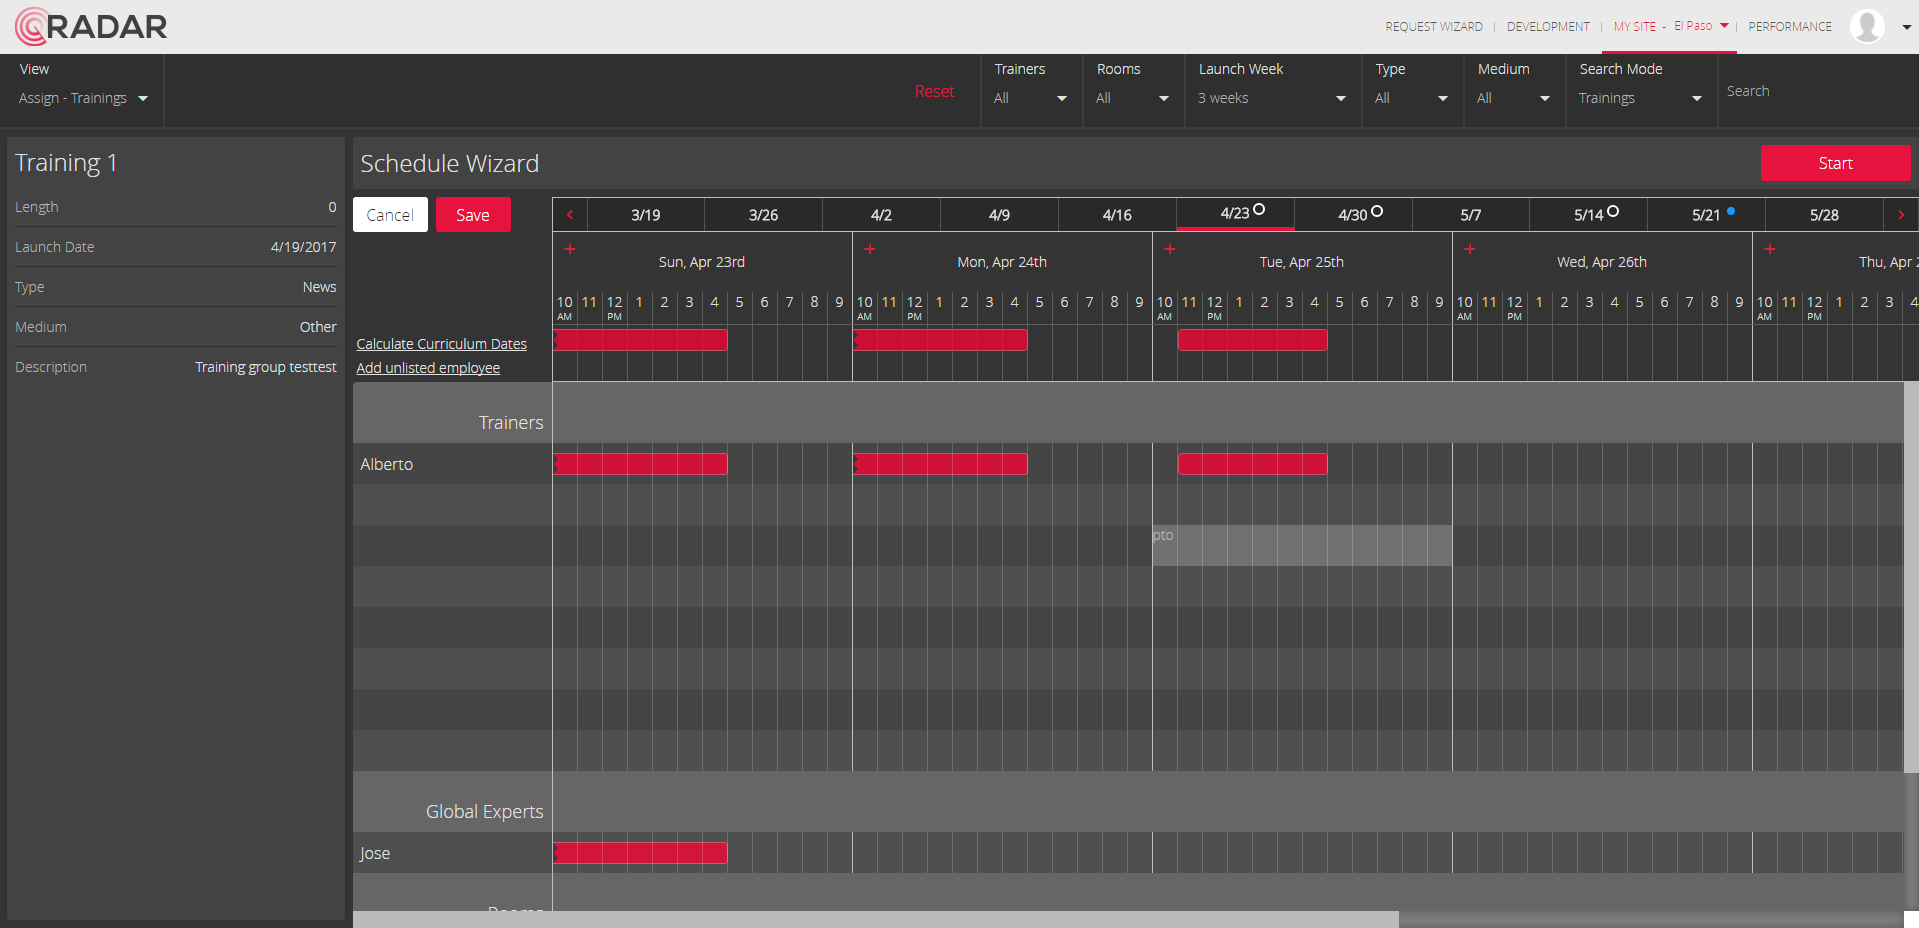 RADAR
REQUEST WIZARD | DEVELOPMENT | MY SITE - El Paso | PERFORMANCE
View
Assign - Trainings
Reset
Trainers
All
Rooms
All
Launch Week
3 weeks
Type
All
Medium
All
Search Mode
Trainings
Search
Training 1
Length 0
Launch Date 4/19/2017
Type News
Medium Other
Description Training group testtest
Schedule Wizard
Start
Cancel Save
< 3/19 3/26 4/2 4/9 4/16 4/23 4/30 5/7 5/14 5/21 5/28 >
+ + + + +
Sun, Apr 23rd Mon, Apr 24th Tue, Apr 25th Wed, Apr 26th Thu, Apr 2
10 11 12 1 2 3 4 5 6 7 8 9 10 11 12 1 2 3 4 5 6 7 8 9 10 11 12 1 2 3 4 5 6 7 8 9 10 11 12 1 2 3 4 5 6 7 8 9 10 11 12 1 2 3 4
AM PM AM PM AM PM AM PM AM PM
Calculate Curriculum Dates
Add unlisted employee
Trainers
Alberto
pto
Global Experts
Jose
Rooms